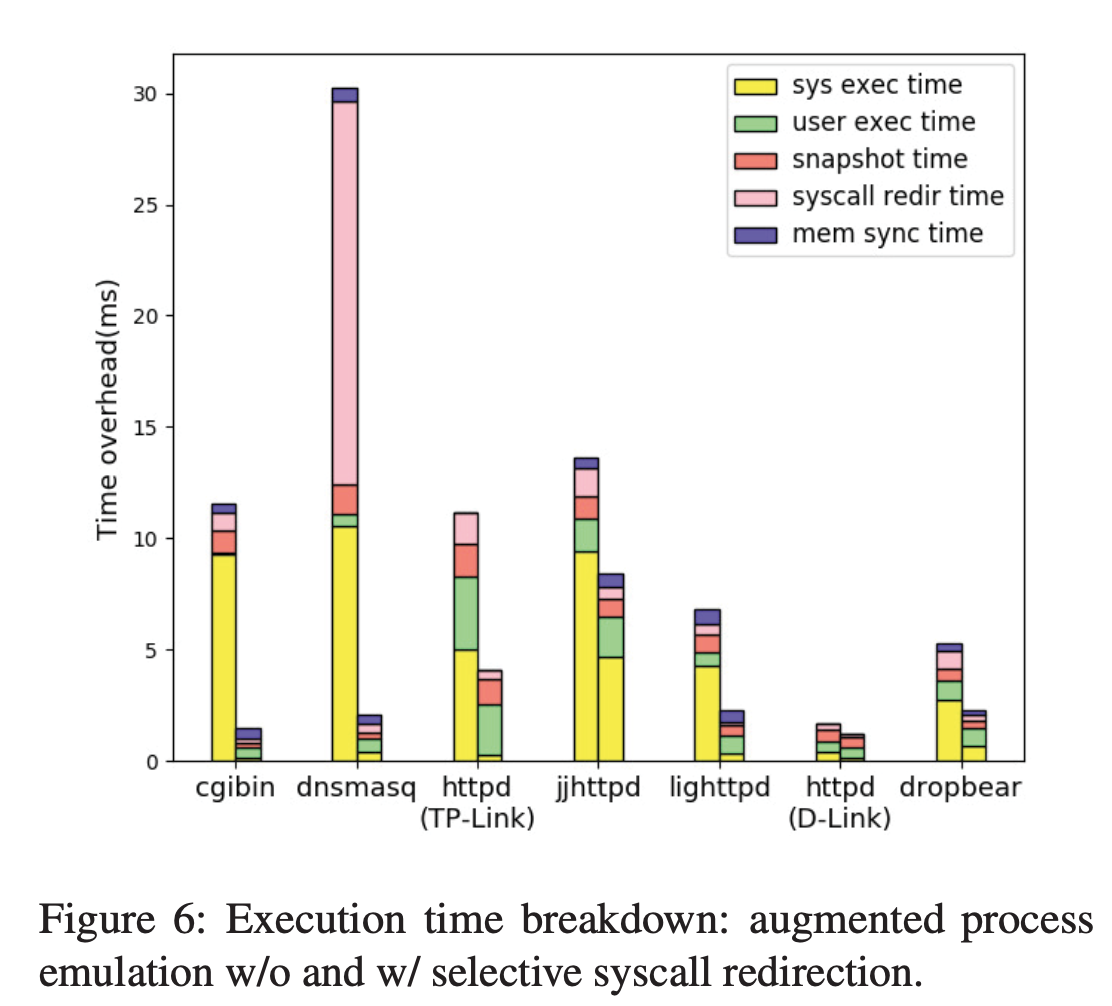 30
25
20
15
10
5
0
Time overhead(ms)
sys exec time
user exec time
snapshot time
syscall redir time
mem sync time
cgibin dnsmasq httpd jjhttpd lighttpd httpd dropbear
(TP-Link) (D-Link)
Figure 6: Execution time breakdown: augmented process
emulation w/o and w/ selective syscall redirection.